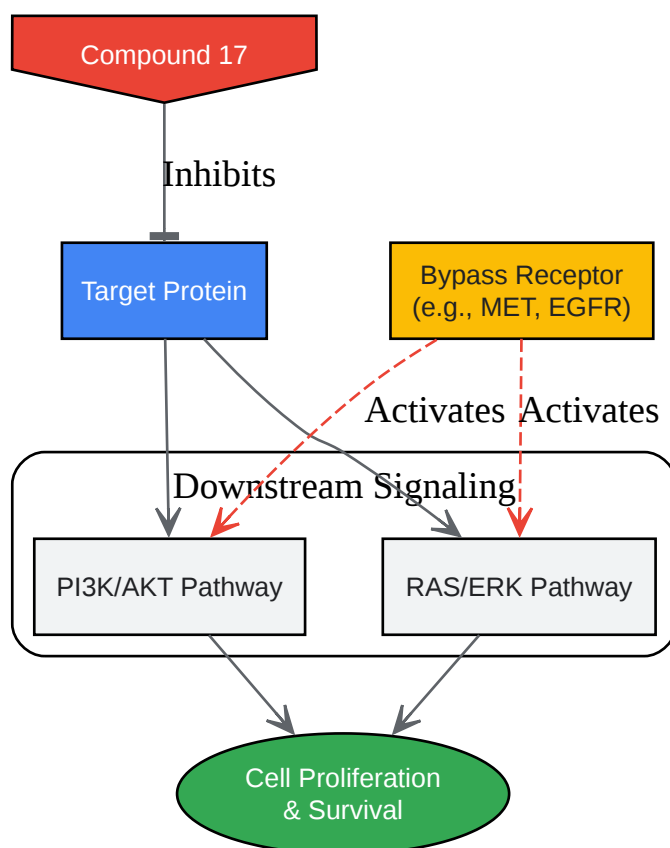 Compound 17
Inhibits
Target Protein
Bypass Receptor
(e.g., MET, EGFR)
Activates
Activates
Downstream Signaling
PI3K/AKT Pathway
RAS/ERK Pathway
Cell Proliferation
& Survival